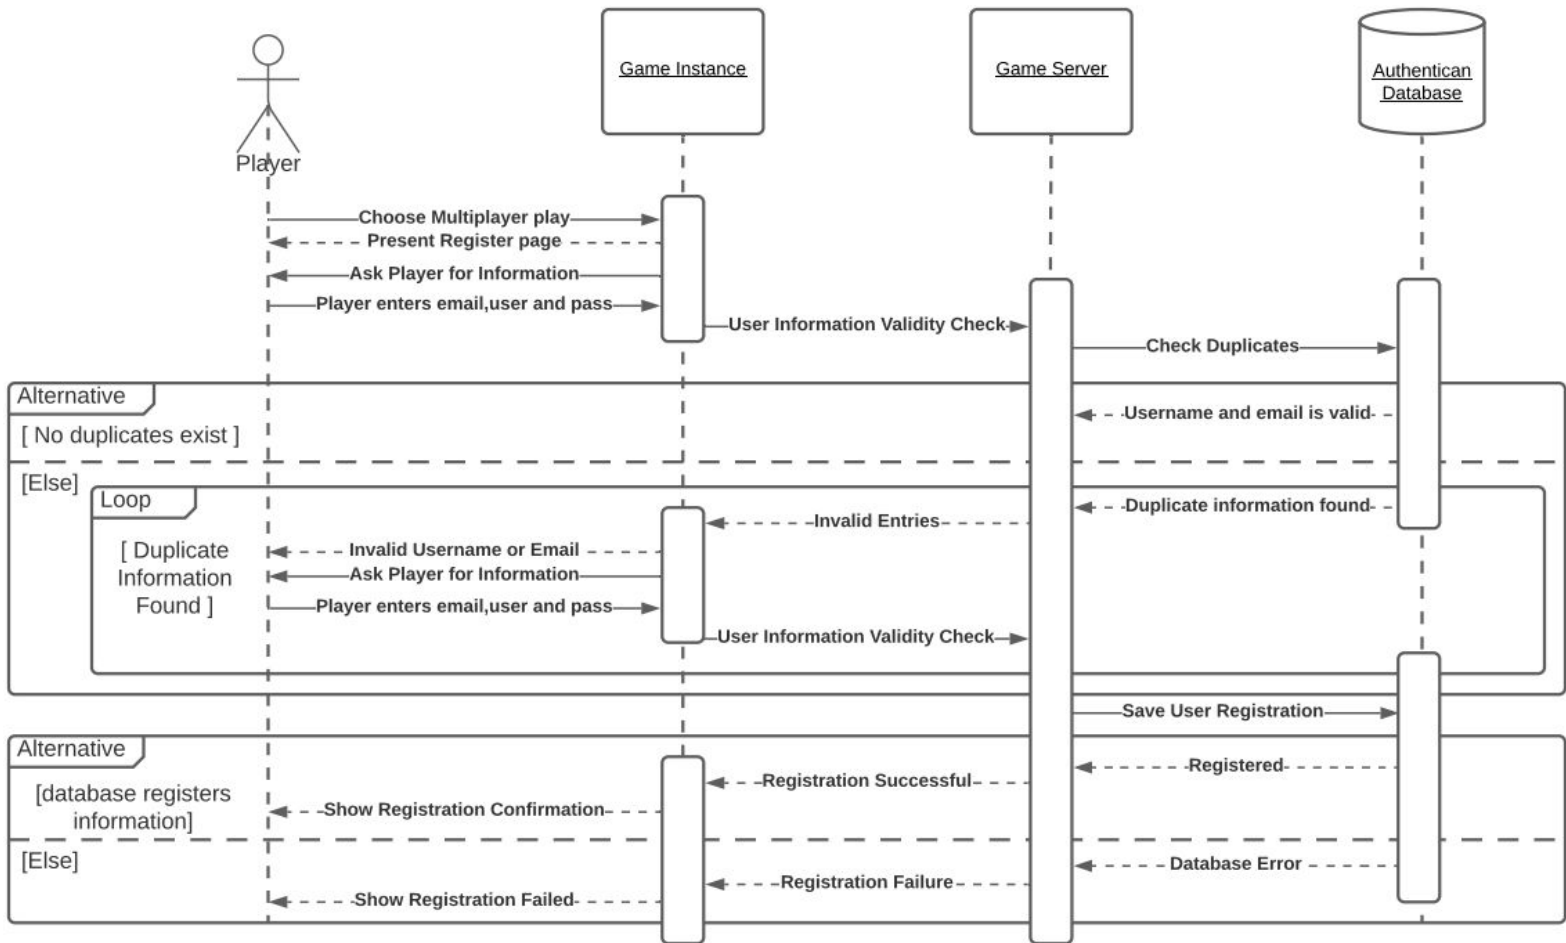 Game Instance
Game Server
Authentican
Database
Player
Choose Multiplayer play
Present Register page
Ask Player for Information
Player enters email,user and pass
User Information Validity Check
Check Duplicates
Alternative
Username and email is valid
[ No duplicates exist ]
[Else]
Loop
Duplicate information found
Invalid Entries
[ Duplicate
Information
Found ]
Invalid Username or Email
Ask Player for Information
Player enters email,user and pass
User Information Validity Check
Save User Registration
Alternative
Registered
Registration Successful
[database registers
information]
Show Registration Confirmation
[Else]
Database Error
Registration Failure
Show Registration Failed